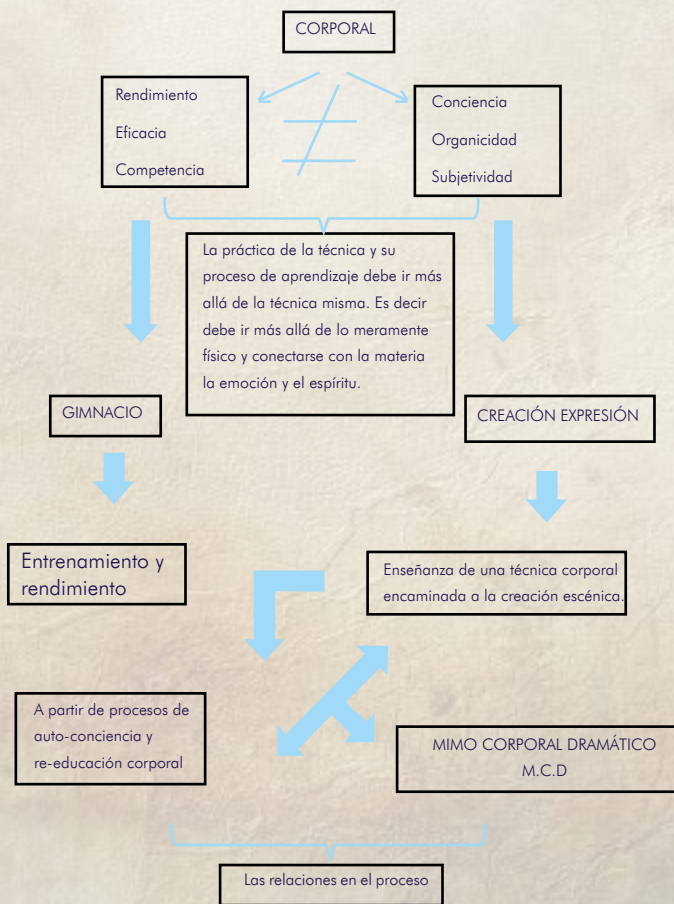 CORPORAL
Rendimiento
Eficacia
Competencia
Conciencia
Organicidad
Subjetividad
La práctica de la técnica y su
proceso de aprendizaje debe ir más
allá de la técnica misma. Es decir
debe ir más allá de lo meramente
físico y conectarse con la materia
la emoción y el espíritu.
GIMNACIO
CREACIÓN EXPRESIÓN
Entrenamiento y
rendimiento
Enseñanza de una técnica corporal
encaminada a la creación escénica.
A partir de procesos de
auto-conciencia y
re-educación corporal
MIMO CORPORAL DRAMÁTICO
M.C.D
Las relaciones en el proceso